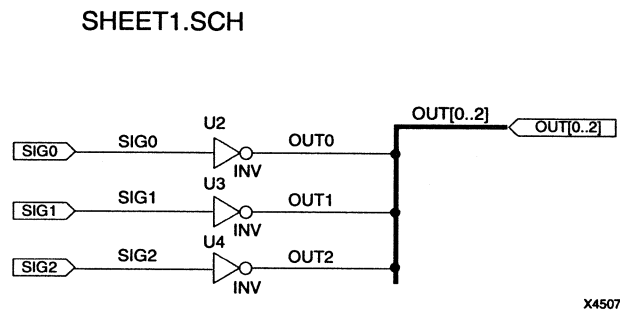 SHEET1.SCH
OUT[0..2]
OUT[0..2]
U2
SIG0
SIG0
OUT0
INV
U3
SIG1
SIG1
OUT1
INV
U4
SIG2
SIG2
OUT2
INV
X4507